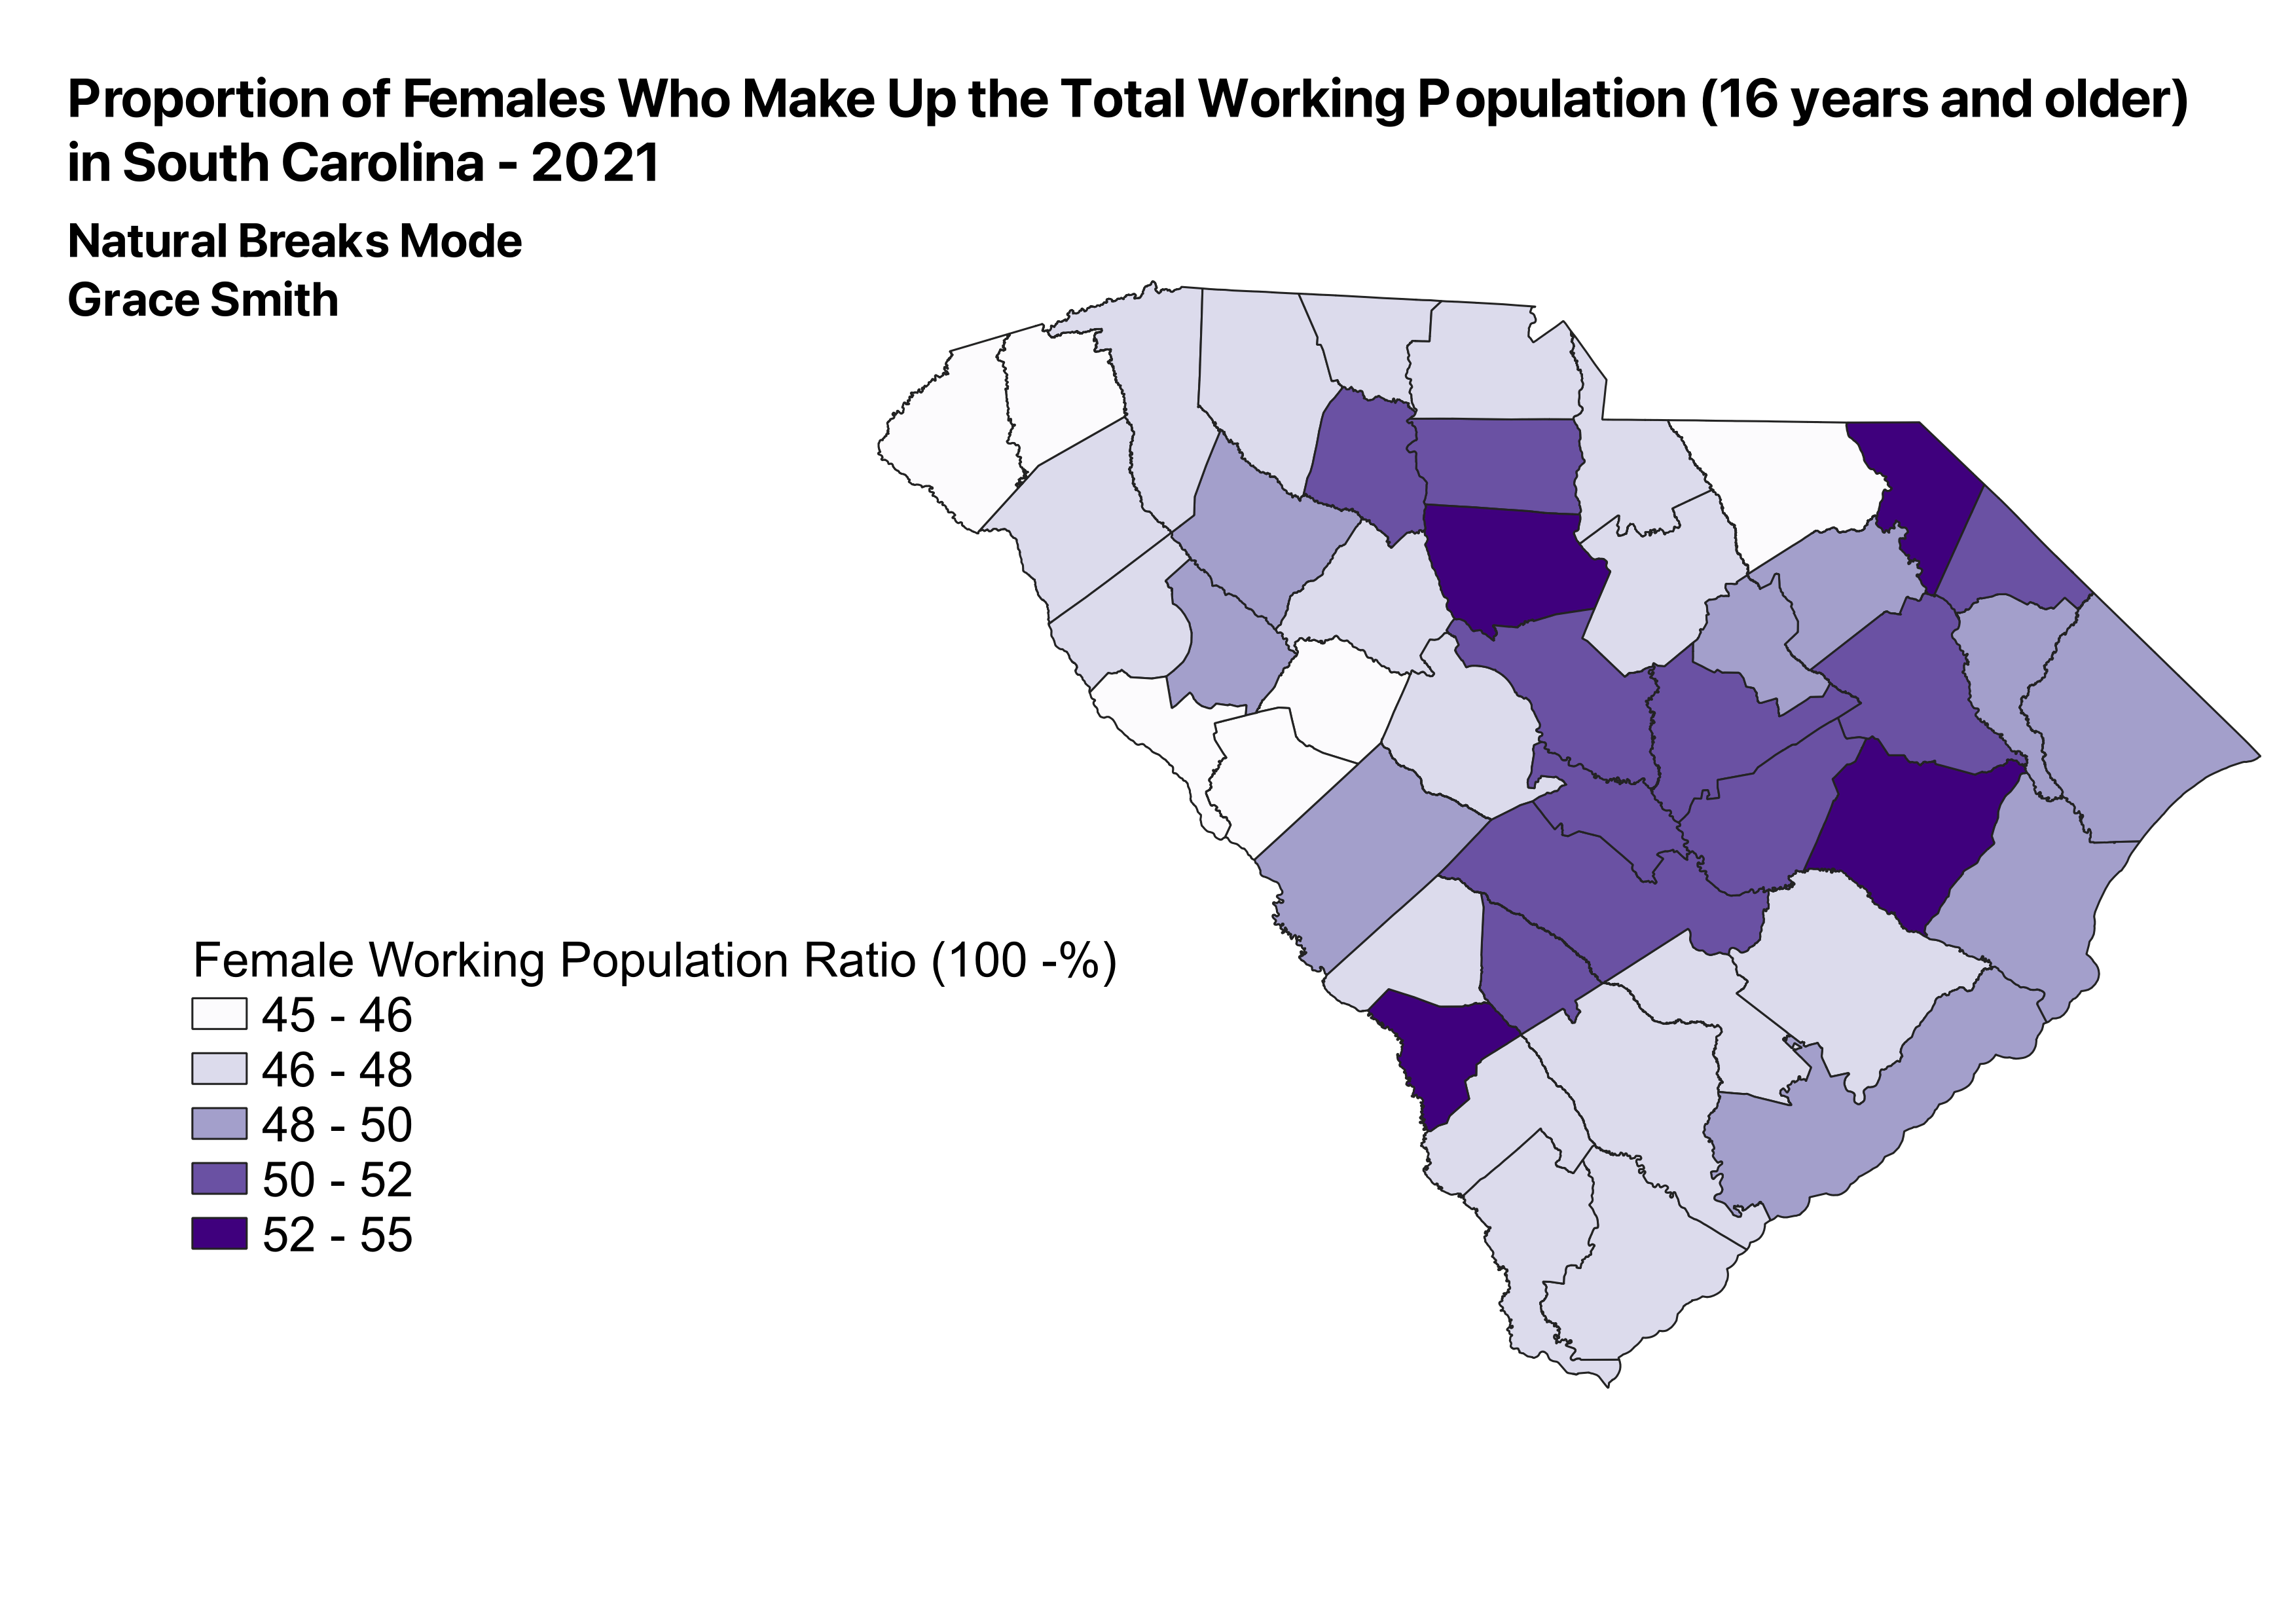 Proportion of Females Who Make Up the Total Working Population (16 years and older)
in South Carolina - 2021
Natural Breaks Mode
Grace Smith
Female Working Population Ratio (100 -%)
45 - 46
46 - 48
48 - 50
50 - 52
52 - 55